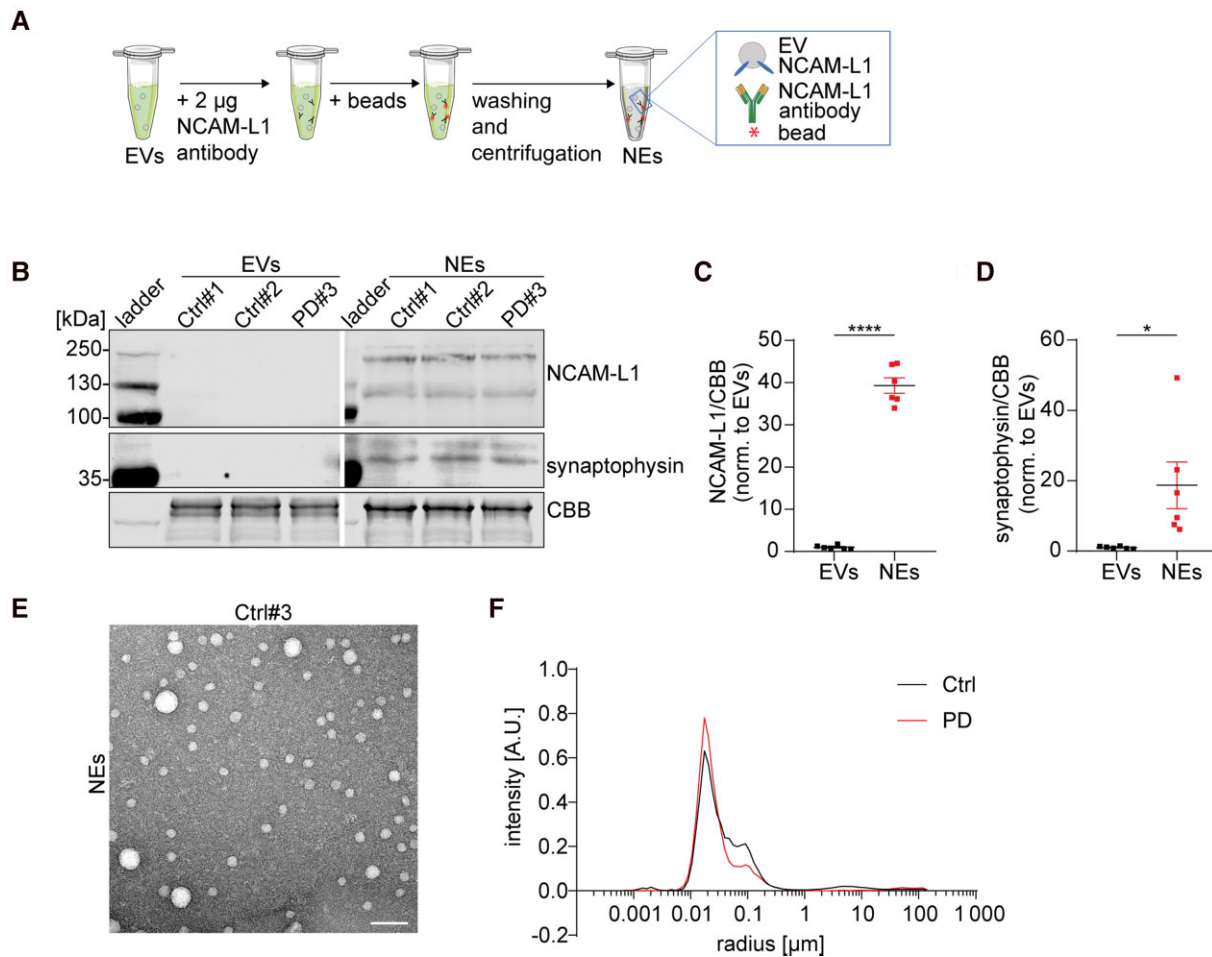 A
EVs
+ 2 µg
NCAM-L1
antibody
+ beads
washing
and
centrifugation
NEs
EV
NCAM-L1
NCAM-L1
antibody
bead
B
EVs
NEs
[kDa]
ladder
Ctrl#1
Ctrl#2
PD#3
ladder
Ctrl#1
Ctrl#2
PD#3
250
130
100
NCAM-L1
35
synaptophysin
CBB
C
****
NCAM-L1/CBB
(norm. to EVs)
50
40
30
20
10
0
EVs
NEs
D
*
synaptophysin/CBB
(norm. to EVs)
60
40
20
0
EVs
NEs
E
Ctrl#3
NEs
F
intensity [A.U.]
1.0
0.8
0.6
0.4
0.2
0.0
-0.2
Ctrl
PD
0.001 0.01 0.1 1 10 100 1 000
radius [µm]